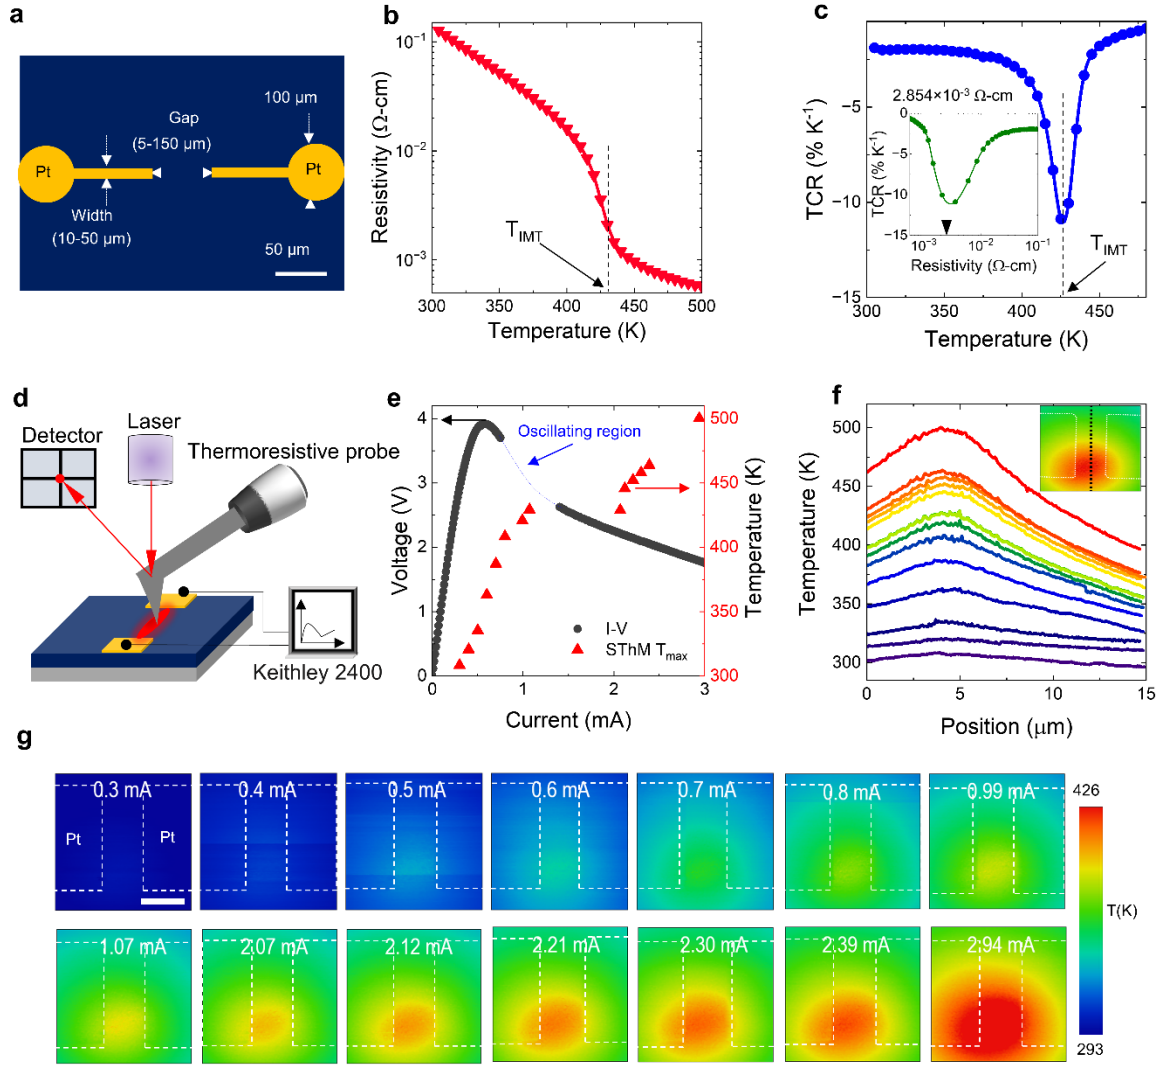 a
100 μm
Gap
(5-150 μm)
Pt
Pt
Width
(10-50 μm)
50 μm
b
10⁻¹
10⁻²
10⁻³
Resistivity (Ω-cm)
T_IMT
300 350 400 450 500
Temperature (K)
c
−5
−10
−15
TCR (% K⁻¹)
2.854×10⁻³ Ω-cm
0
−5
−10
−15
TCR (% K⁻¹)
10⁻³ 10⁻² 10⁻¹
Resistivity (Ω-cm)
T_IMT
350 400 450
Temperature (K)
d
Detector
Laser
Thermoresistive probe
Keithley 2400
e
4
3
2
1
0
Voltage (V)
Oscillating region
I-V
SThM T_max
500
450
400
350
300
Temperature (K)
0 1 2 3
Current (mA)
f
500
450
400
350
300
Temperature (K)
0 5 10 15
Position (μm)
g
0.3 mA
0.4 mA
0.5 mA
0.6 mA
0.7 mA
0.8 mA
0.99 mA
Pt
Pt
1.07 mA
2.07 mA
2.12 mA
2.21 mA
2.30 mA
2.39 mA
2.94 mA
426
T(K)
293